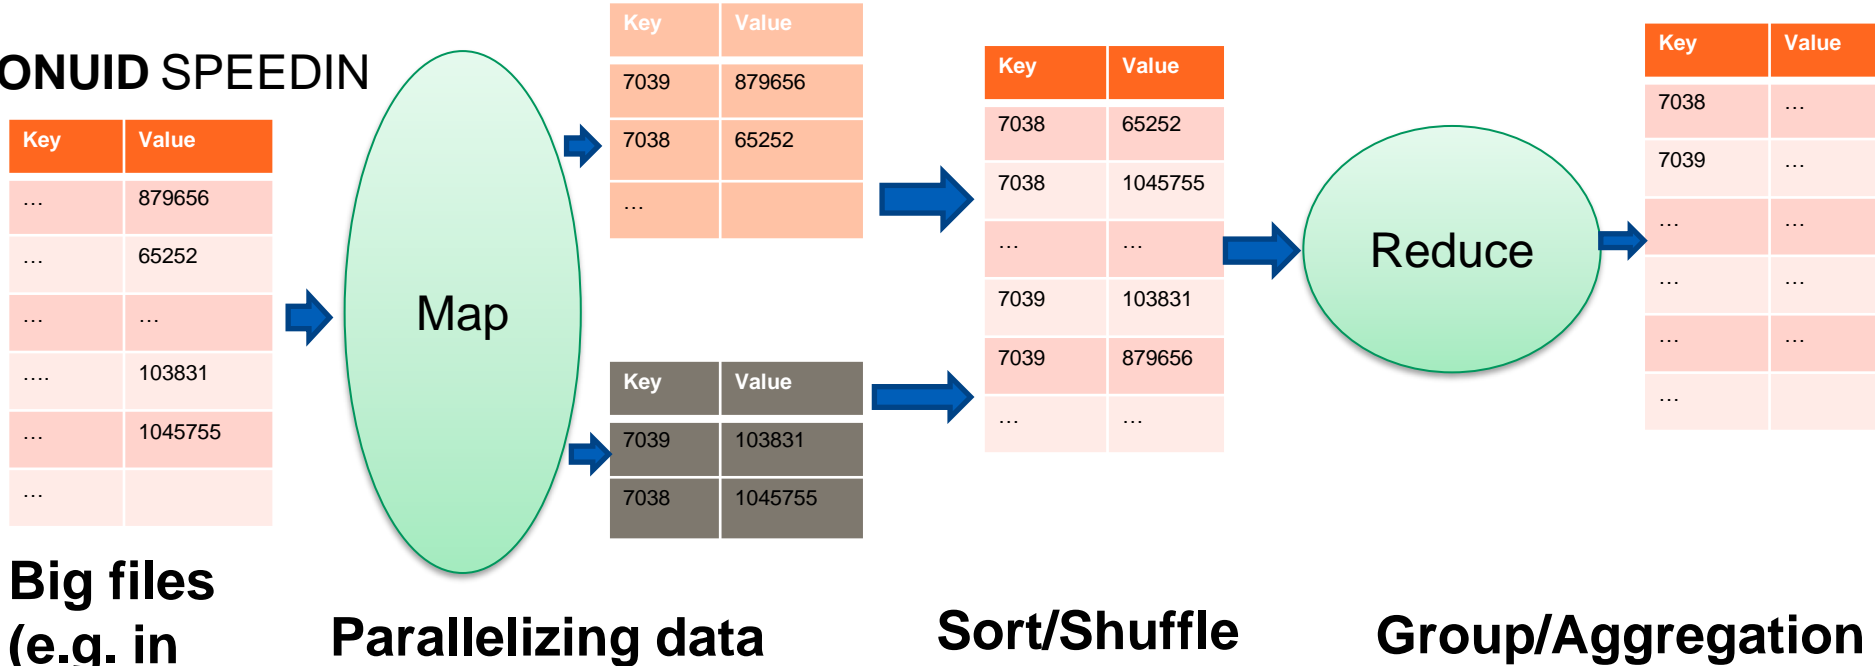 ONUID SPEEDIN
Key Value
… 879656
… 65252
… …
.... 103831
… 1045755
…
Big files
(e.g. in
Map
Parallelizing data
Key Value
7039 879656
7038 65252
…
Key Value
7039 103831
7038 1045755
Key Value
7038 65252
7038 1045755
… …
7039 103831
7039 879656
… …
Sort/Shuffle
Reduce
Group/Aggregation
Key Value
7038 …
7039 …
… …
… …
… …
…